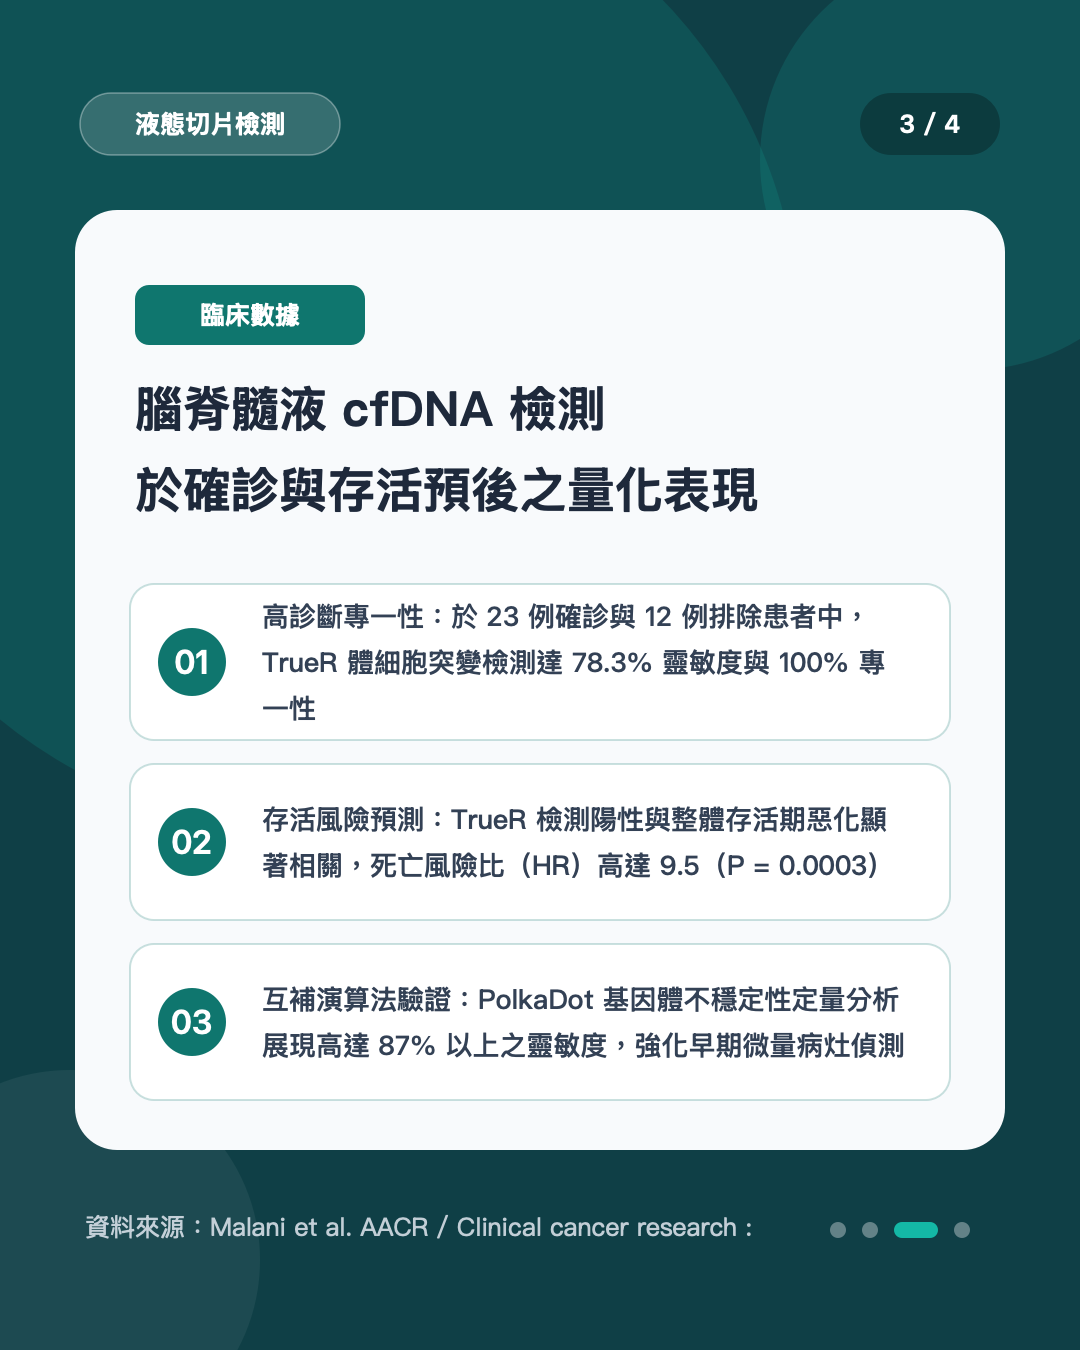 液態切片檢測
3 / 4
臨床數據
腦脊髓液 cfDNA 檢測
於確診與存活預後之量化表現
01
高診斷專一性：於 23 例確診與 12 例排除患者中，
TrueR 體細胞突變檢測達 78.3% 靈敏度與 100% 專
一性
02
存活風險預測：TrueR 檢測陽性與整體存活期惡化顯
著相關，死亡風險比（HR）高達 9.5（P = 0.0003）
03
互補演算法驗證：PolkaDot 基因體不穩定性定量分析
展現高達 87% 以上之靈敏度，強化早期微量病灶偵測
資料來源：Malani et al. AACR / Clinical cancer research :